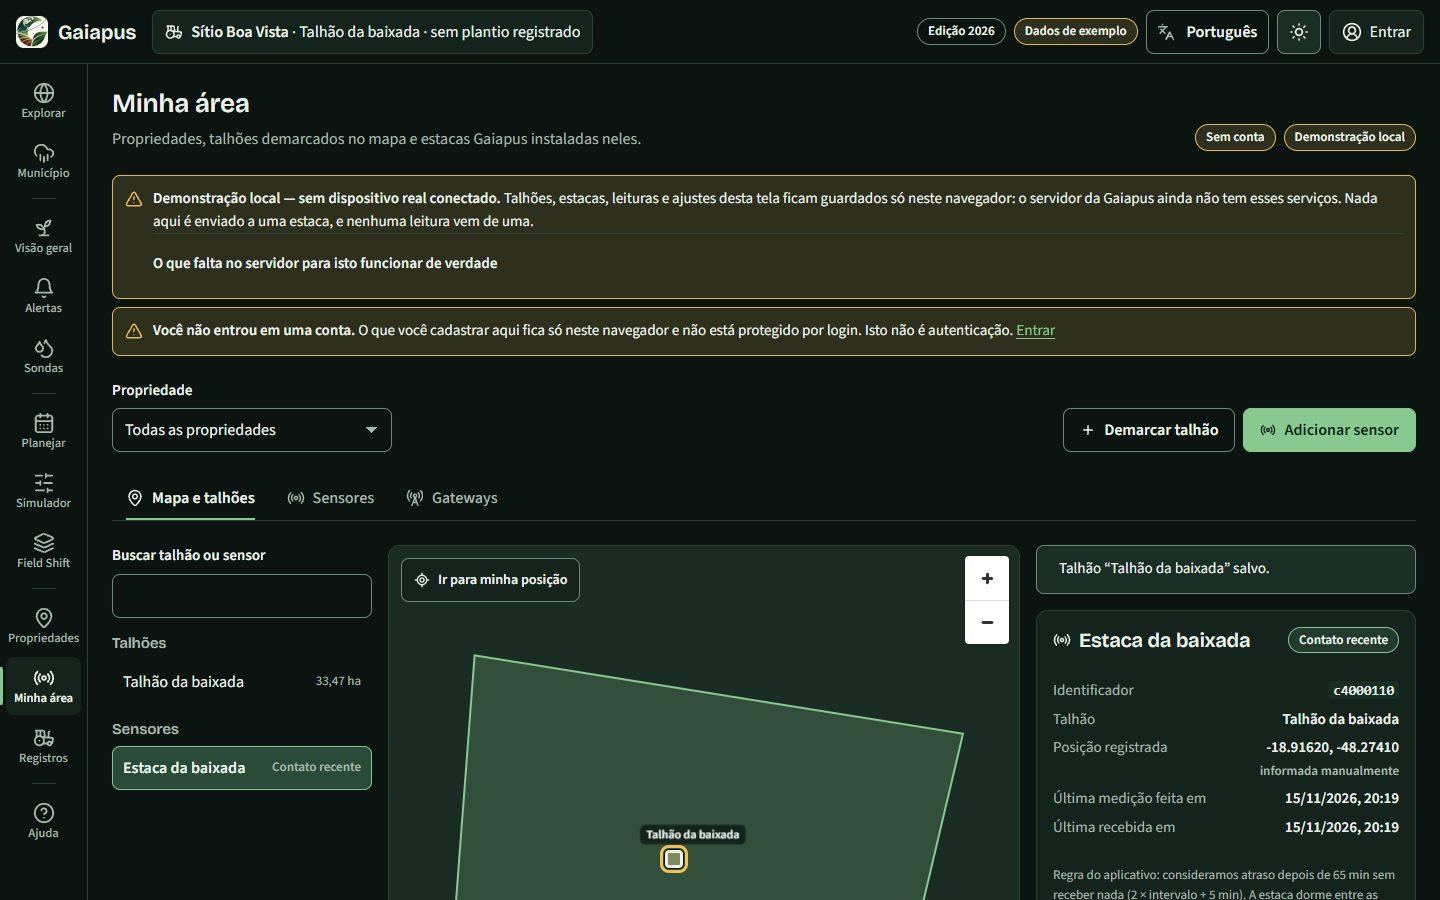 Gaiapus
Sítio Boa Vista · Talhão da baixada · sem plantio registrado
Edição 2026
Dados de exemplo
Português
Entrar
Explorar
Município
Visão geral
Alertas
Sondas
Planejar
Simulador
Field Shift
Propriedades
Minha área
Registros
Ajuda
Minha área
Propriedades, talhões demarcados no mapa e estacas Gaiapus instaladas neles.
Sem conta
Demonstração local
Demonstração local — sem dispositivo real conectado. Talhões, estacas, leituras e ajustes desta tela ficam guardados só neste navegador: o servidor da Gaiapus ainda não tem esses serviços. Nada
aqui é enviado a uma estaca, e nenhuma leitura vem de uma.
O que falta no servidor para isto funcionar de verdade
Você não entrou em uma conta. O que você cadastrar aqui fica só neste navegador e não está protegido por login. Isto não é autenticação. Entrar
Propriedade
Todas as propriedades
+ Demarcar talhão
Adicionar sensor
Mapa e talhões
Sensores
Gateways
Buscar talhão ou sensor
Talhões
Talhão da baixada 33,47 ha
Sensores
Estaca da baixada Contato recente
Ir para minha posição
+
−
Talhão da baixada
Talhão “Talhão da baixada” salvo.
Estaca da baixada
Contato recente
Identificador c4000110
Talhão Talhão da baixada
Posição registrada -18.91620, -48.27410
informada manualmente
Última medição feita em 15/11/2026, 20:19
Última recebida em 15/11/2026, 20:19
Regra do aplicativo: consideramos atraso depois de 65 min sem
receber nada (2 × intervalo + 5 min). A estaca dorme entre as